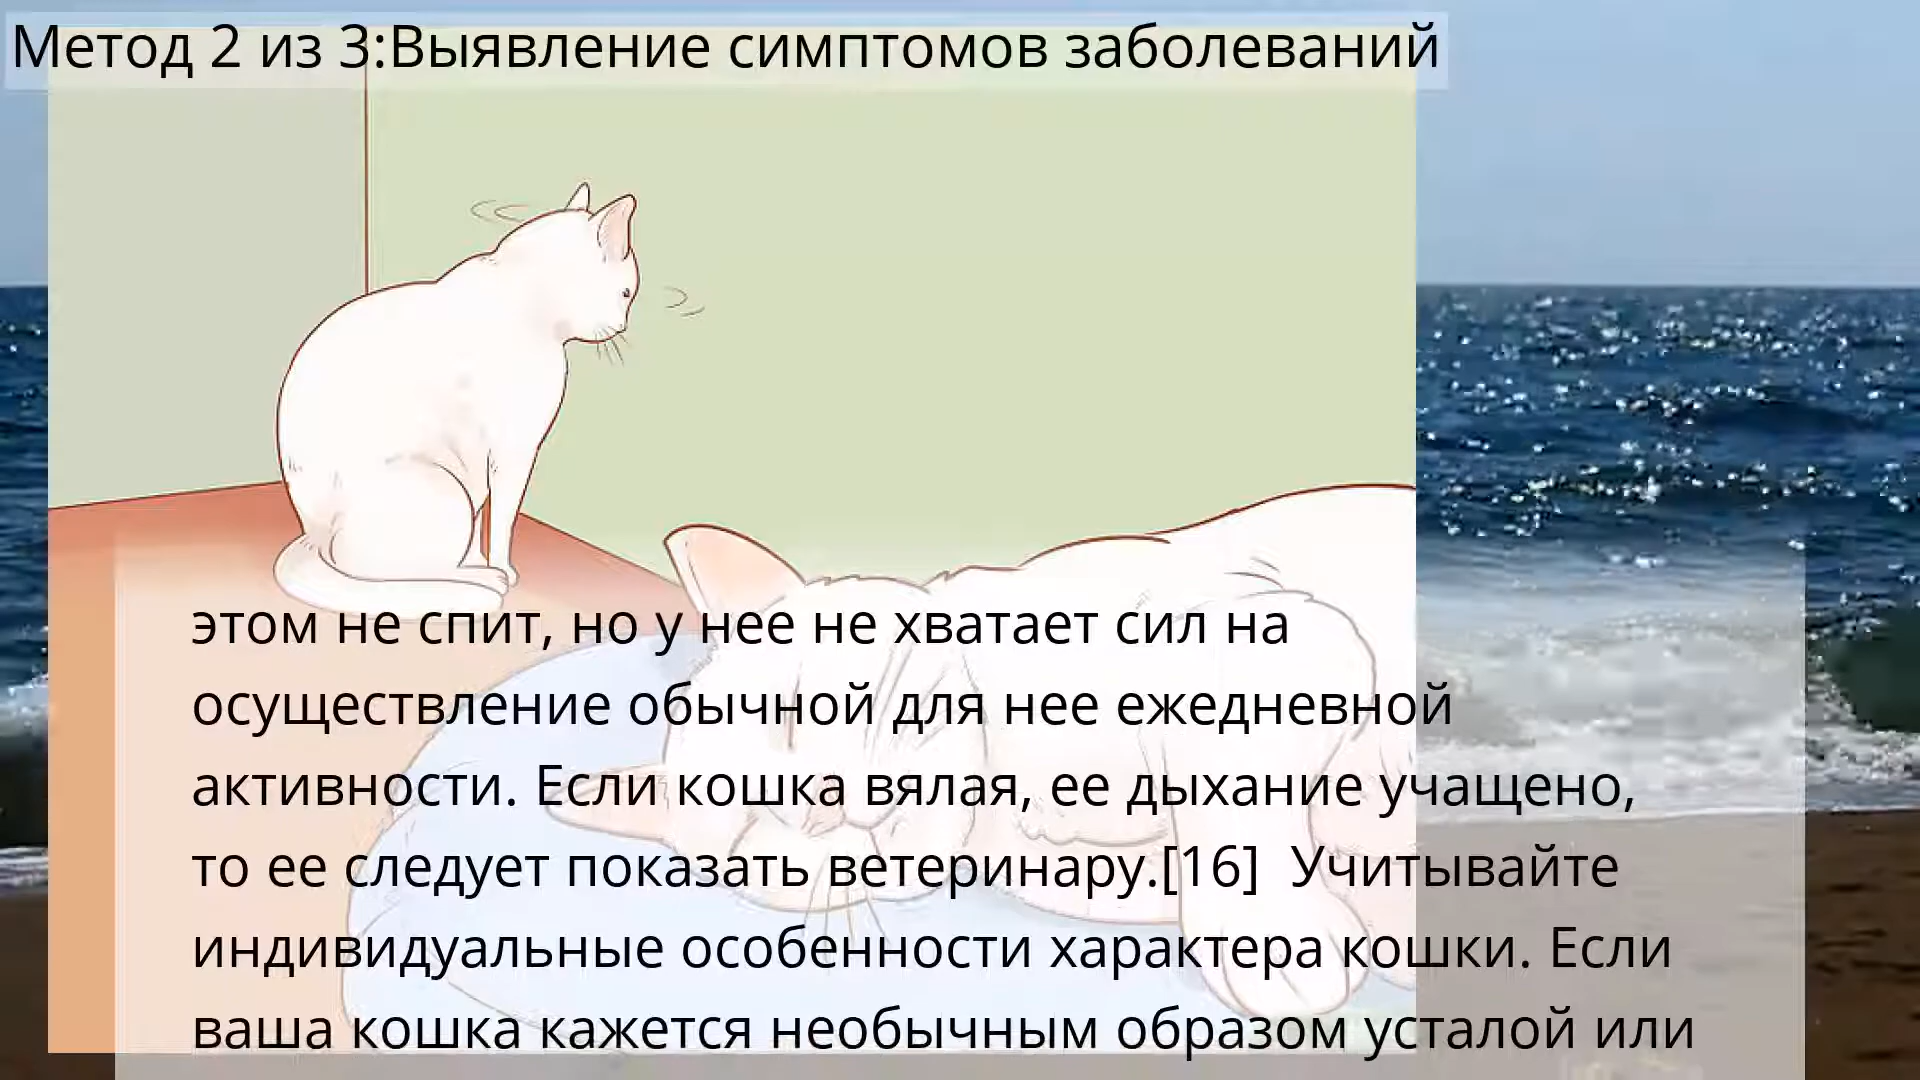 Метод 2 из 3:Выявление симптомов заболеваний
этом не спит, но у нее не хватает сил на
осуществление обычной для нее ежедневной
активности. Если кошка вялая, ее дыхание учащено,
то ее следует показать ветеринару.[16]  Учитывайте
индивидуальные особенности характера кошки. Если
ваша кошка кажется необычным образом усталой или